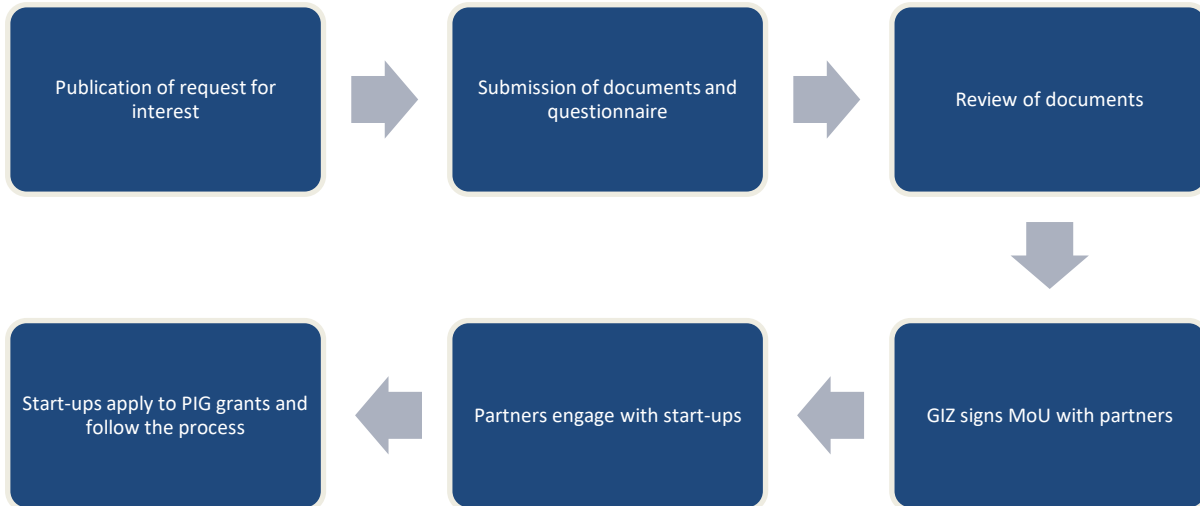 Publication of request for
interest
Submission of documents and
questionnaire
Review of documents
GIZ signs MoU with partners
Partners engage with start-ups
Start-ups apply to PIG grants and
follow the process